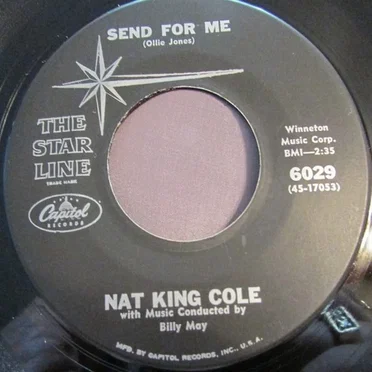 SEND FOR ME
(Ollie Jones)
THE
STAR
LINE
TRADE MARK
Winneton
Music Corp.
BMI—2:35
6029
(45-17053)
Capitol
RECORDS
NAT KING COLE
with Music Conducted by
Billy May
MFD. BY CAPITOL RECORDS, INC., U.S.A.